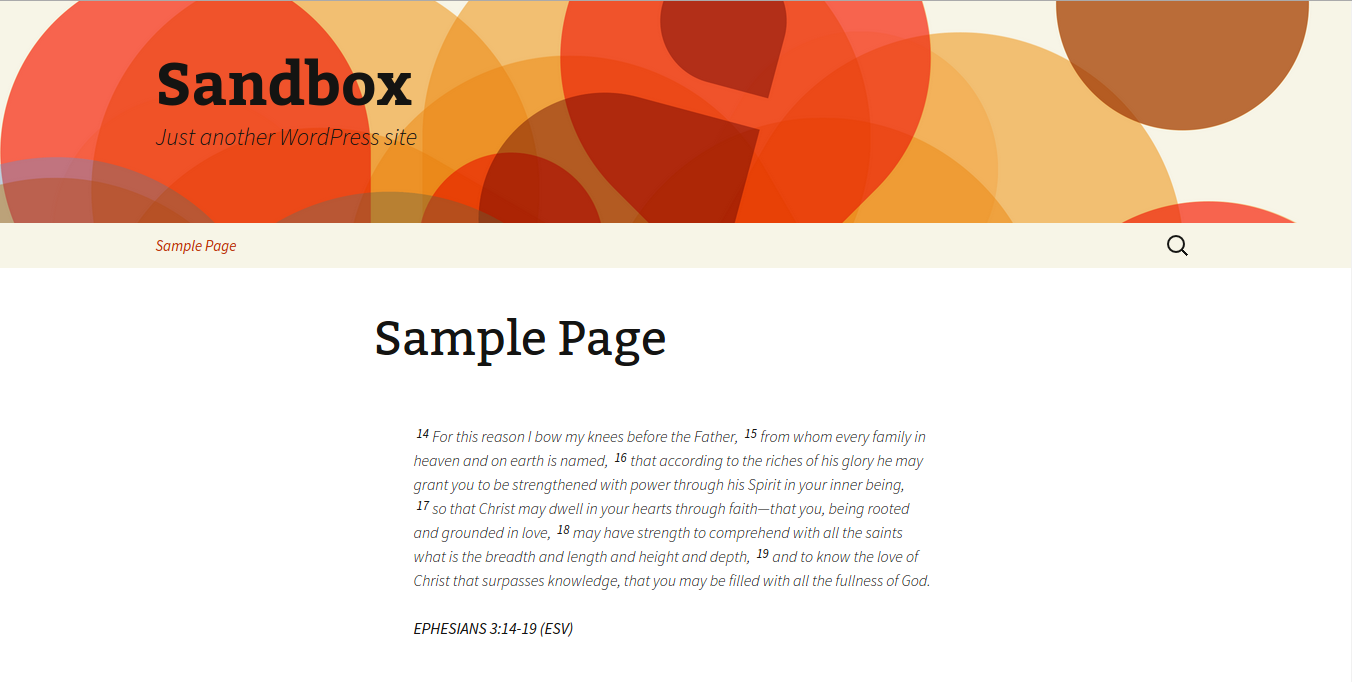 Sandbox
Just another WordPress site
Sample Page
Sample Page
14 For this reason I bow my knees before the Father, 15 from whom every family in
heaven and on earth is named, 16 that according to the riches of his glory he may
grant you to be strengthened with power through his Spirit in your inner being,
17 so that Christ may dwell in your hearts through faith—that you, being rooted
and grounded in love, 18 may have strength to comprehend with all the saints
what is the breadth and length and height and depth, 19 and to know the love of
Christ that surpasses knowledge, that you may be filled with all the fullness of God.
EPHESIANS 3:14-19 (ESV)